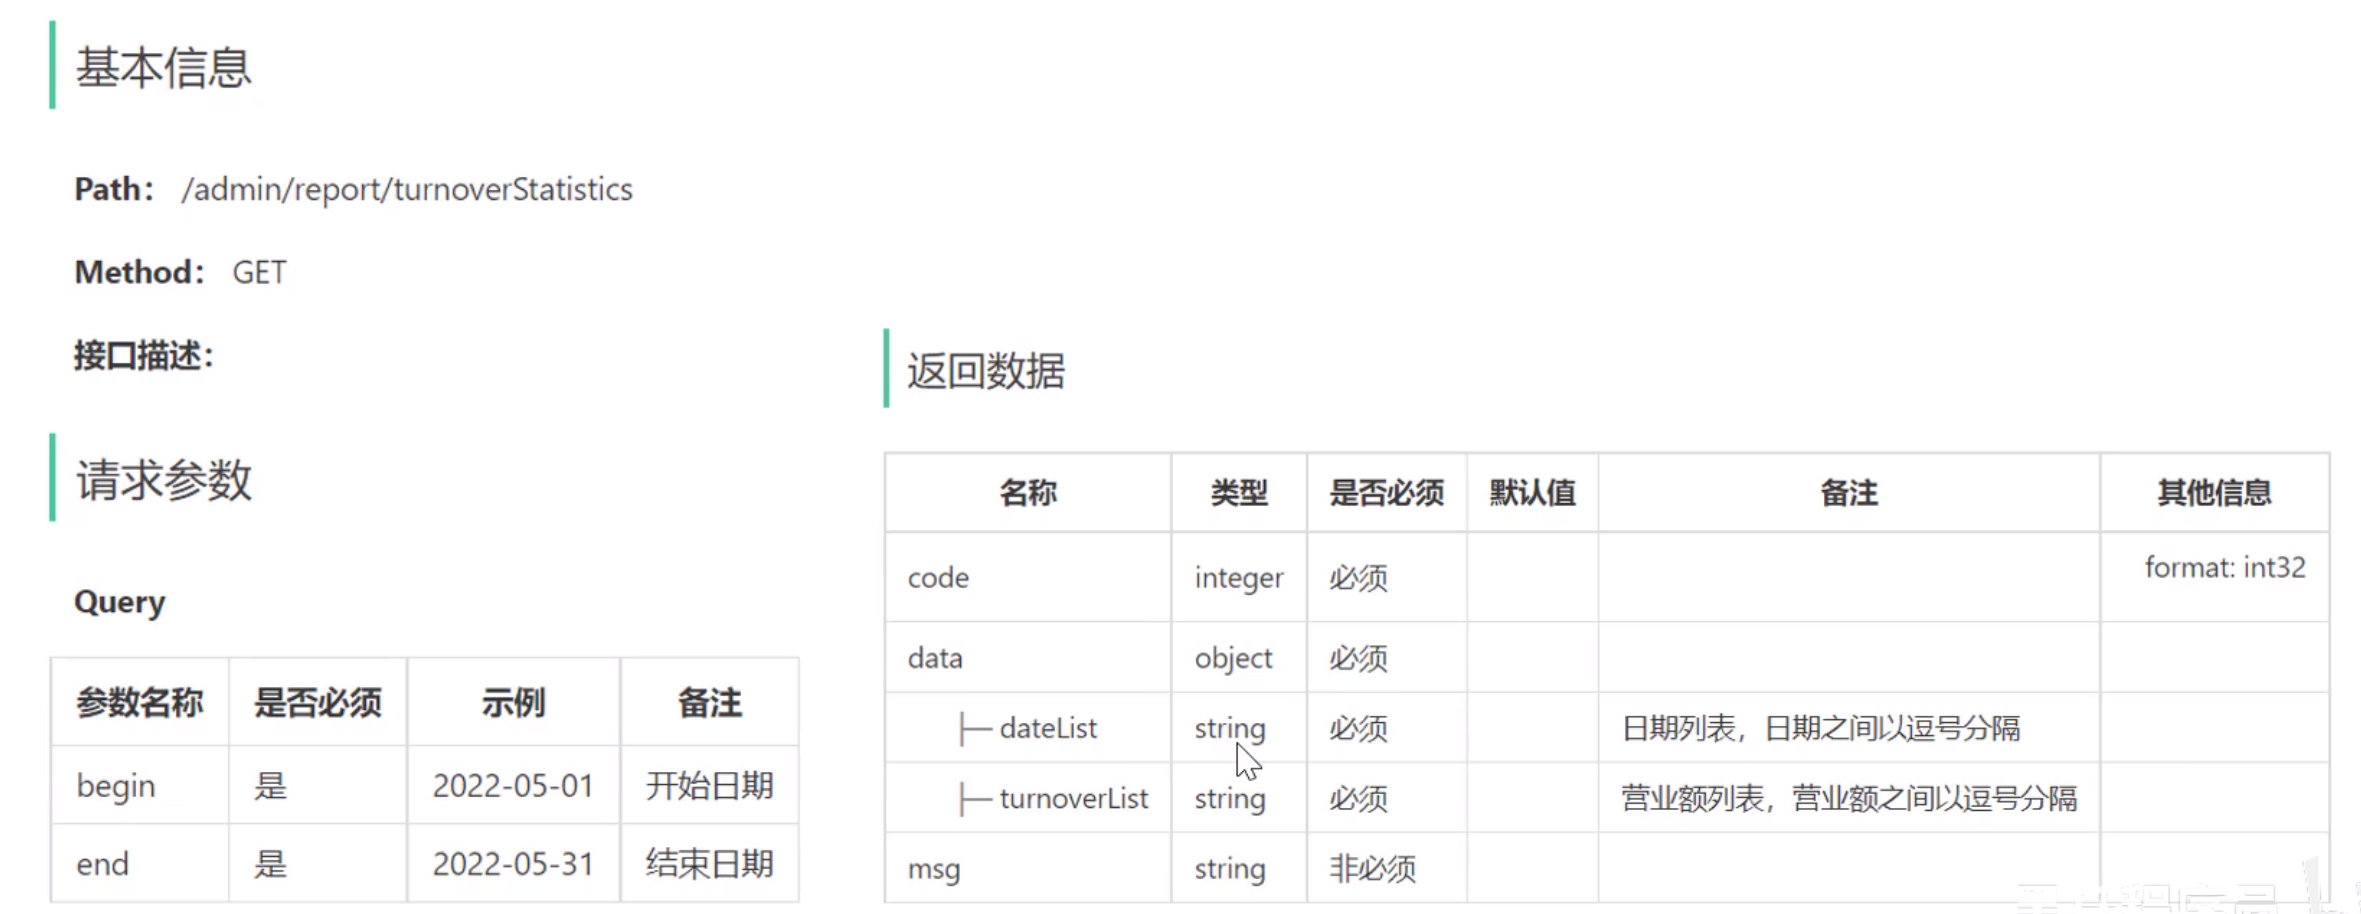 基本信息
Path： /admin/report/turnoverStatistics
Method： GET
接口描述：
请求参数
Query
参数名称 是否必须 示例 备注
begin 是 2022-05-01 开始日期
end 是 2022-05-31 结束日期
返回数据
名称 类型 是否必须 默认值 备注 其他信息
code integer 必须 format: int32
data object 必须
├─ dateList string 必须 日期列表，日期之间以逗号分隔
├─ turnoverList string 必须 营业额列表，营业额之间以逗号分隔
msg string 非必须